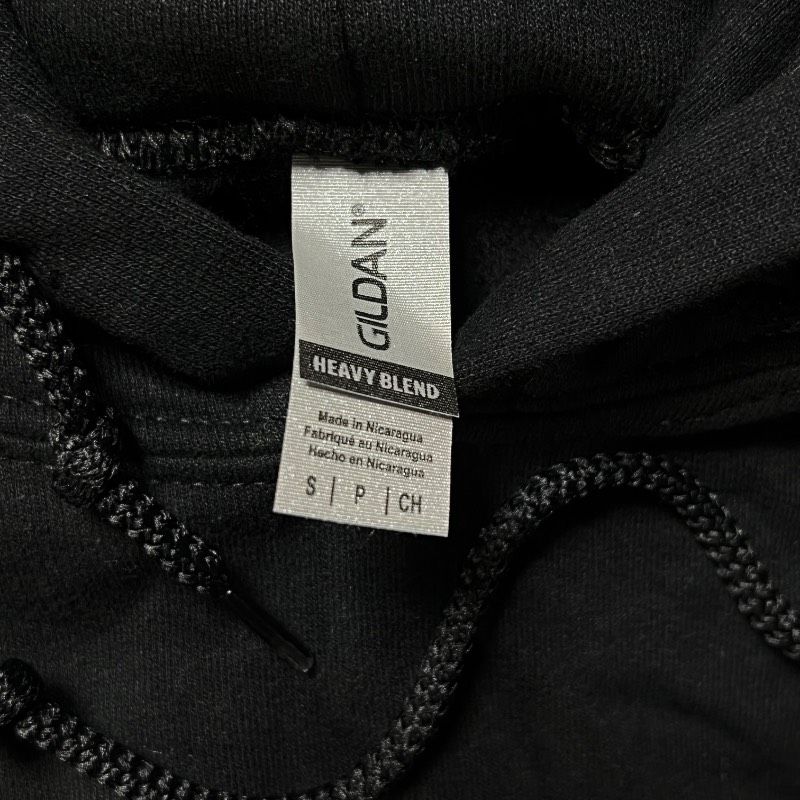 GILDAN®
HEAVY BLEND
Made in Nicaragua
Fabriqué au Nicaragua
Hecho en Nicaragua
S | P | CH